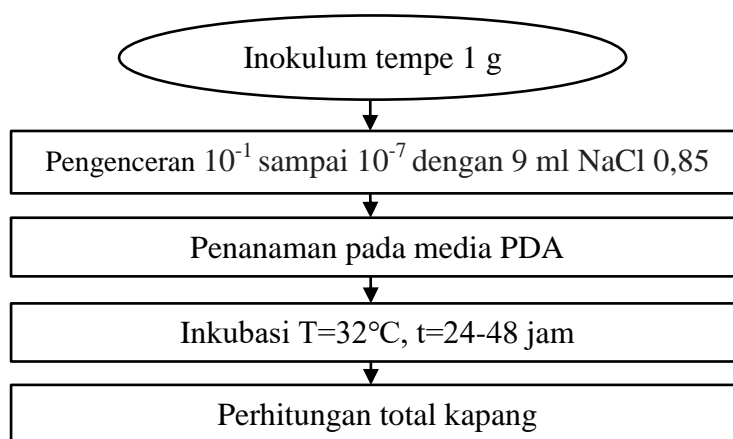 Inokulum tempe 1 g
Pengenceran 10⁻¹ sampai 10⁻⁷ dengan 9 ml NaCl 0,85
Penanaman pada media PDA
Inkubasi T=32°C, t=24-48 jam
Perhitungan total kapang